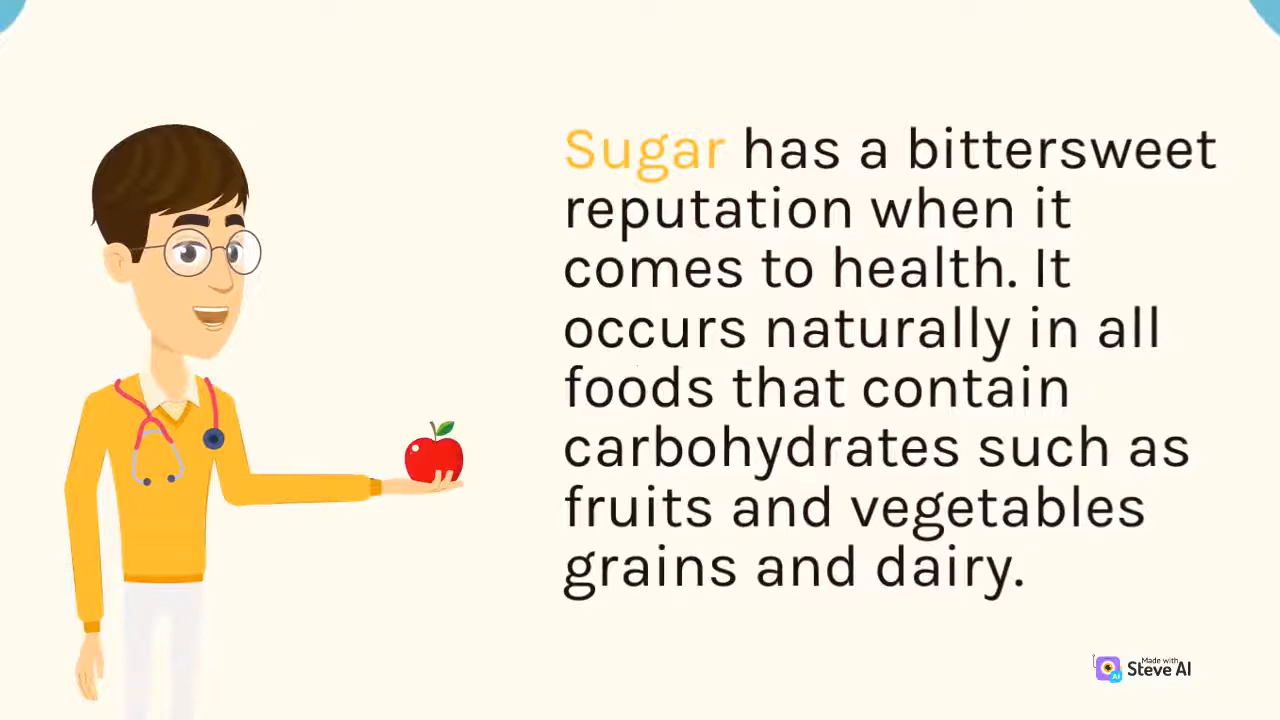 Sugar has a bittersweet
reputation when it
comes to health. It
occurs naturally in all
foods that contain
carbohydrates such as
fruits and vegetables
grains and dairy.
Made with
Steve AI
AI